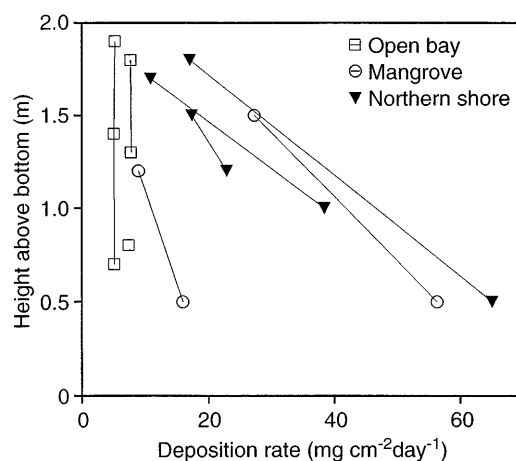 2.0
1.5
1.0
0.5
0
Height above bottom (m)
Open bay
Mangrove
Northern shore
0 20 40 60
Deposition rate (mg cm⁻²day⁻¹)